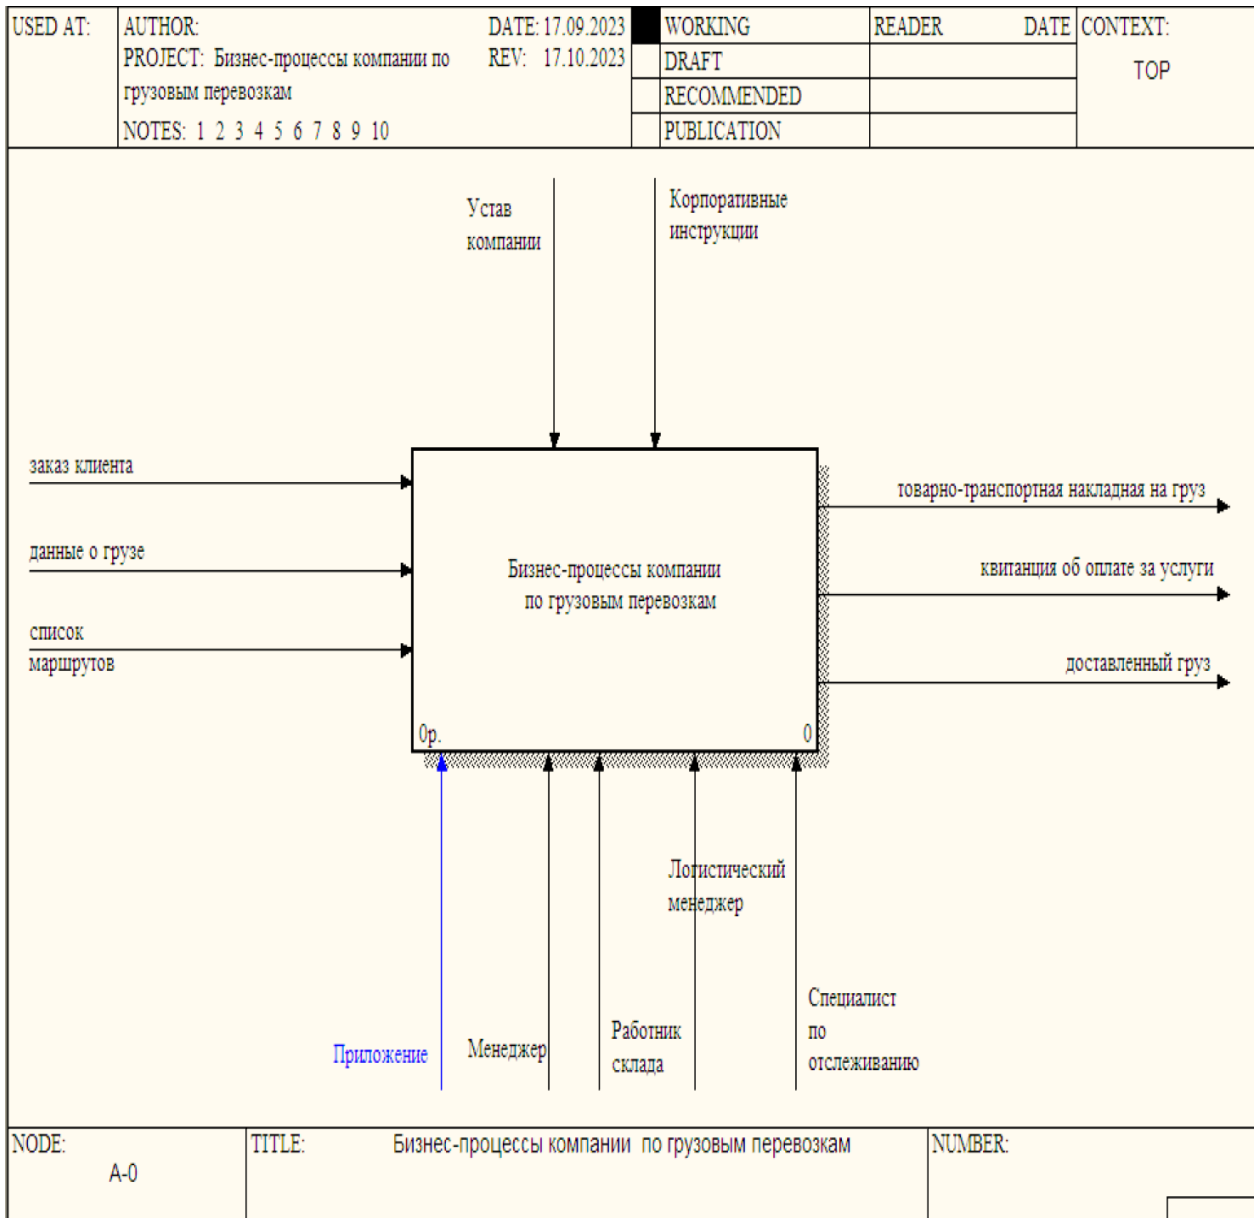 USED AT:
AUTHOR:
DATE: 17.09.2023
PROJECT: Бизнес-процессы компании по
грузовым перевозкам
REV: 17.10.2023
NOTES: 1 2 3 4 5 6 7 8 9 10
WORKING
DRAFT
RECOMMENDED
PUBLICATION
READER
DATE
CONTEXT:
TOP
Устав
компании
Корпоративные
инструкции
заказ клиента
данные о грузе
список
маршрутов
Бизнес-процессы компании
по грузовым перевозкам
0р.
0
товарно-транспортная накладная на груз
квитанция об оплате за услуги
доставленный груз
Приложение
Менеджер
Работник
склада
Логистический
менеджер
Специалист
по
отслеживанию
NODE:
A-0
TITLE:
Бизнес-процессы компании по грузовым перевозкам
NUMBER: